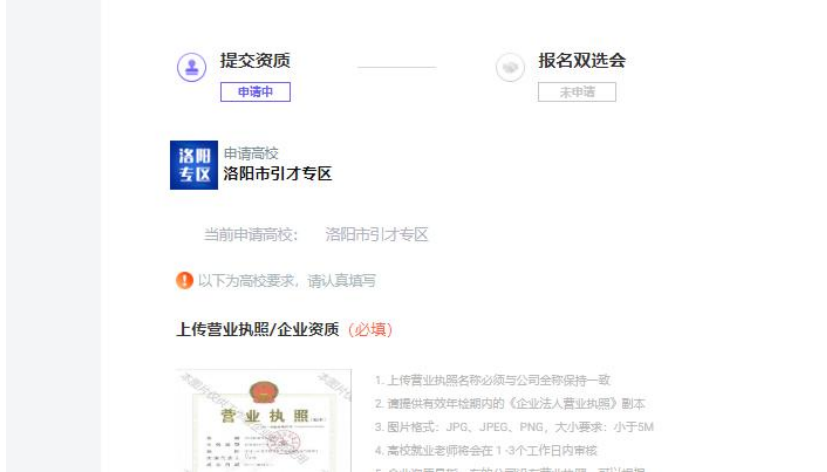 提交资质
报名双选会
申请中
未申请
洛阳
专区
申请高校
洛阳市引才专区
当前申请高校： 洛阳市引才专区
以下为高校要求，请认真填写
上传营业执照/企业资质（必填）
营业执照
1. 上传营业执照名称必须与公司全称保持一致
2. 请提供有效年检期内的《企业法人营业执照》副本
3. 图片格式：JPG、JPEG、PNG，大小要求：小于5M
4. 高校就业老师将会在 1 -3个工作日内审核